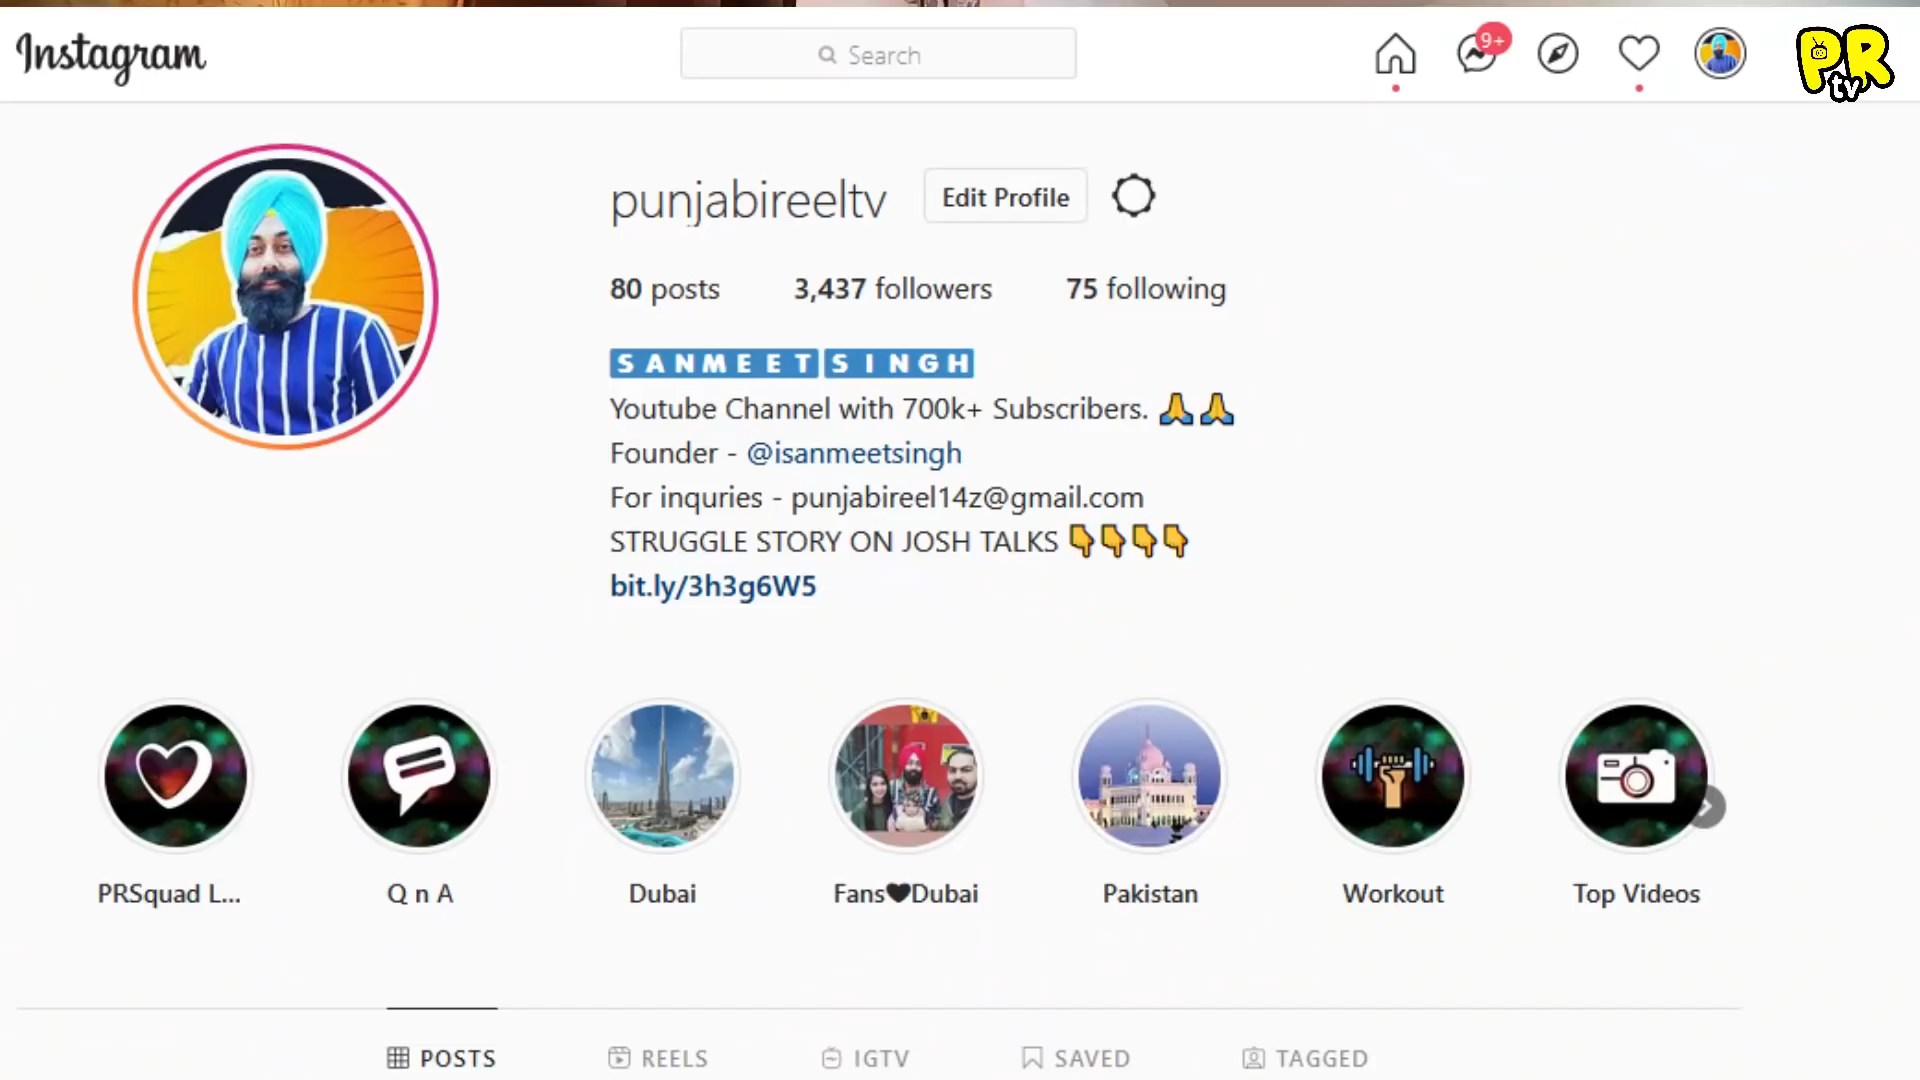 Instagram
Search
9+
PR
tv
punjabireeltv
Edit Profile
80 posts
3,437 followers
75 following
SANMEET SINGH
Youtube Channel with 700k+ Subscribers. 🙏🙏
Founder - @isanmeetsingh
For inquries - punjabireel14z@gmail.com
STRUGGLE STORY ON JOSH TALKS 👇👇👇👇
bit.ly/3h3g6W5
PRSquad L...
Q n A
Dubai
Fans🖤Dubai
Pakistan
Workout
Top Videos
POSTS
REELS
IGTV
SAVED
TAGGED